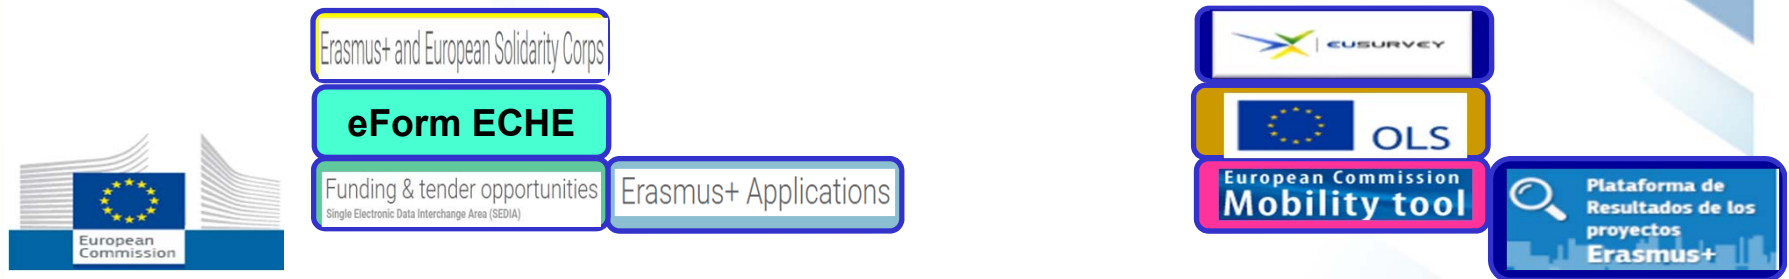 Erasmus+ and European Solidarity Corps
eForm ECHE
Funding & tender opportunities
Single Electronic Data Interchange Area (SEDIA)
Erasmus+ Applications
European
Commission
EUSURVEY
OLS
European Commission
Mobility tool
Plataforma de
Resultados de los
proyectos
Erasmus+